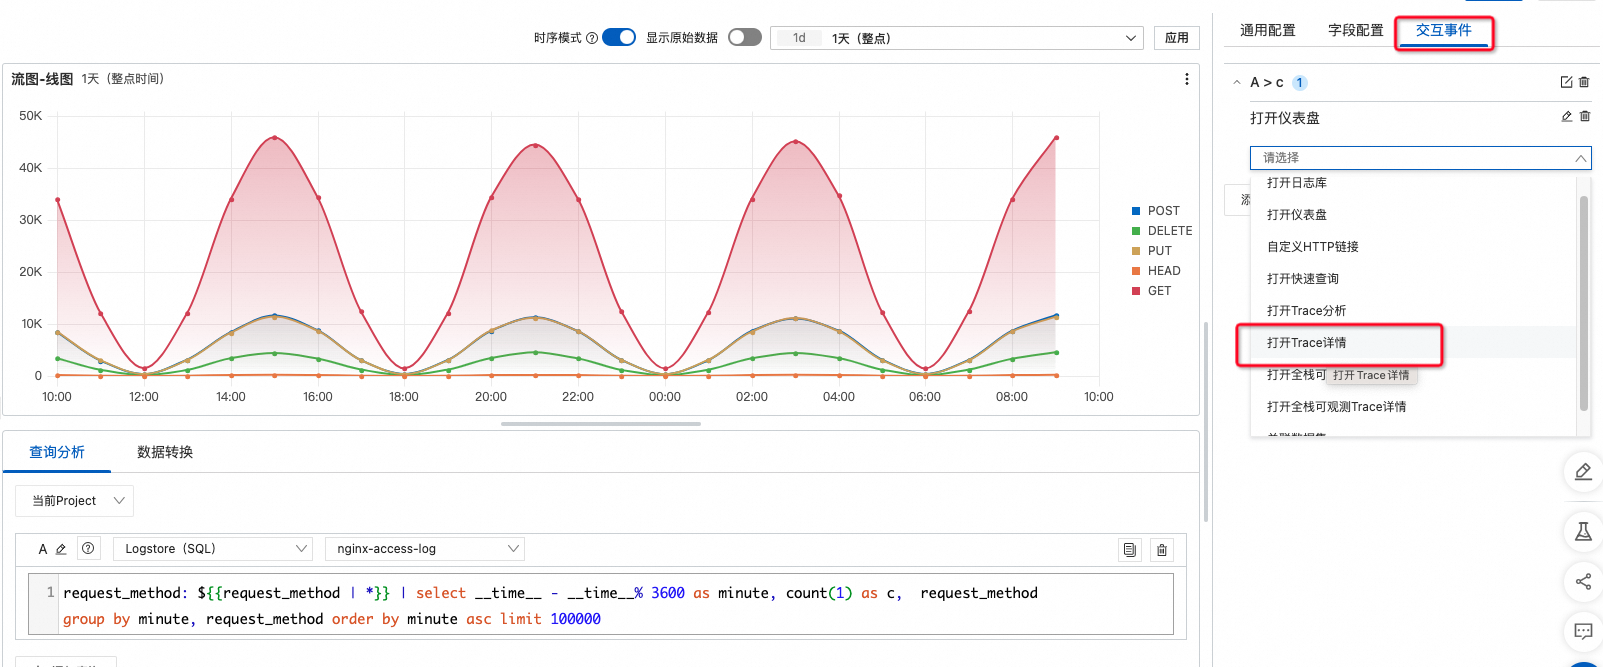 时序模式 显示原始数据 1d 1天（整点） 应用
流图-线图 1天（整点时间）
50K
40K
30K
20K
10K
0
10:00 12:00 14:00 16:00 18:00 20:00 22:00 00:00 02:00 04:00 06:00 08:00 10:00
POST
DELETE
PUT
HEAD
GET
查询分析 数据转换
当前Project
A Logstore（SQL） nginx-access-log
1 request_method: ${{request_method | *}} | select __time__ - __time__% 3600 as minute, count(1) as c, request_method
group by minute, request_method order by minute asc limit 100000
通用配置 字段配置 交互事件
A > c 1
打开仪表盘
请选择
打开日志库
打开仪表盘
自定义HTTP链接
打开快速查询
打开Trace分析
打开Trace详情
打开全栈可
打开Trace详情
打开全栈可观测Trace详情